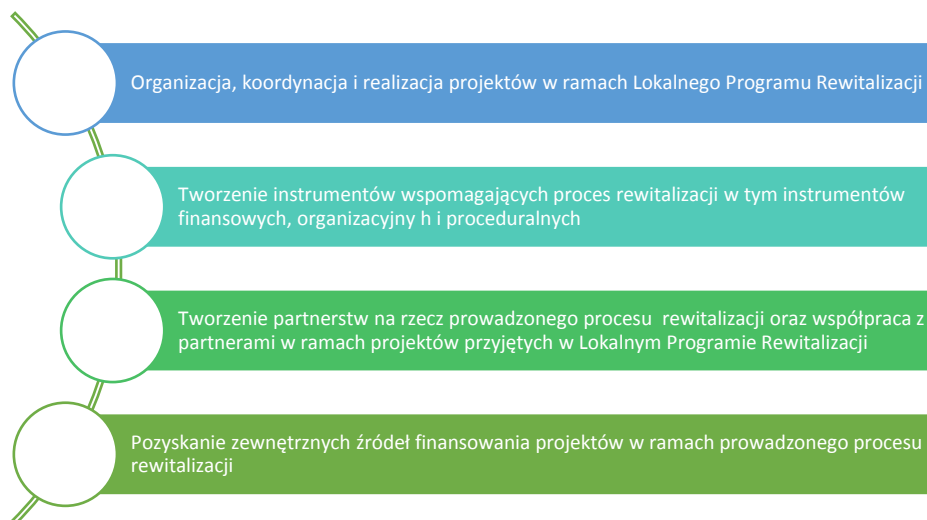 Organizacja, koordynacja i realizacja projektów w ramach Lokalnego Programu Rewitalizacji
Tworzenie instrumentów wspomagających proces rewitalizacji w tym instrumentów
finansowych, organizacyjny h i proceduralnych
Tworzenie partnerstw na rzecz prowadzonego procesu  rewitalizacji oraz współpraca z
partnerami w ramach projektów przyjętych w Lokalnym Programie Rewitalizacji
Pozyskanie zewnętrznych źródeł finansowania projektów w ramach prowadzonego procesu
rewitalizacji